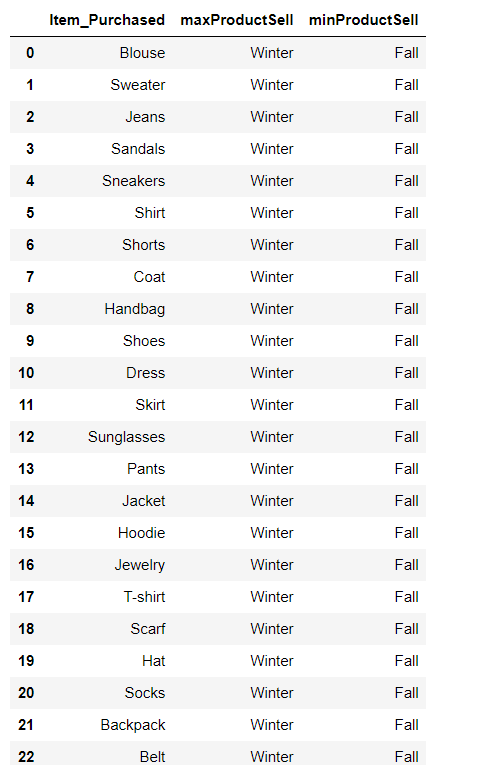 Item_Purchased maxProductSell minProductSell
0 Blouse Winter Fall
1 Sweater Winter Fall
2 Jeans Winter Fall
3 Sandals Winter Fall
4 Sneakers Winter Fall
5 Shirt Winter Fall
6 Shorts Winter Fall
7 Coat Winter Fall
8 Handbag Winter Fall
9 Shoes Winter Fall
10 Dress Winter Fall
11 Skirt Winter Fall
12 Sunglasses Winter Fall
13 Pants Winter Fall
14 Jacket Winter Fall
15 Hoodie Winter Fall
16 Jewelry Winter Fall
17 T-shirt Winter Fall
18 Scarf Winter Fall
19 Hat Winter Fall
20 Socks Winter Fall
21 Backpack Winter Fall
22 Belt Winter Fall